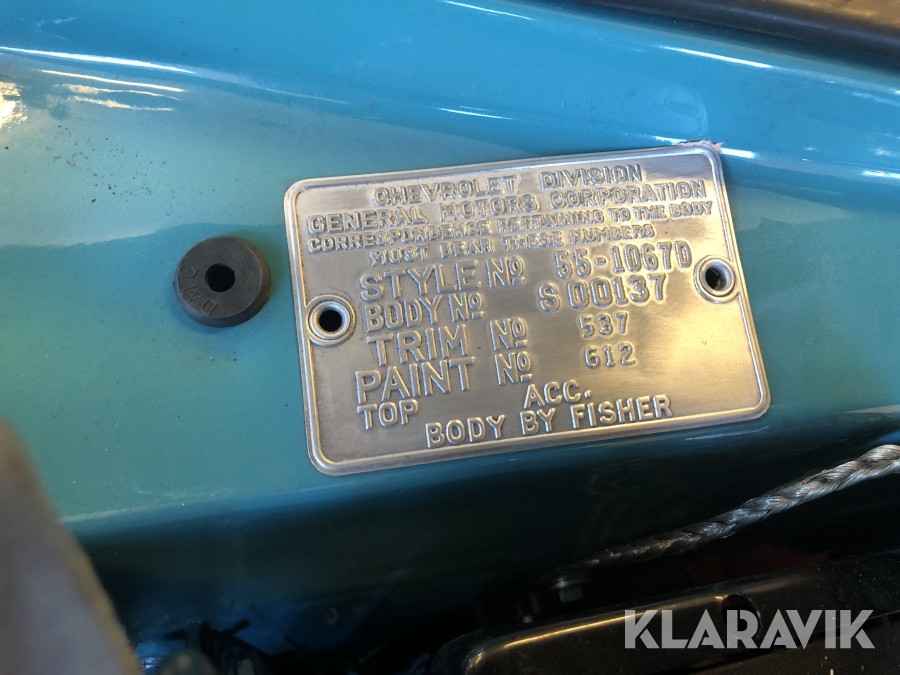 CHEVROLET DIVISION
GENERAL MOTORS CORPORATION
CORRESPONDENCE PERTAINING TO THE BODY
MUST BEAR THESE NUMBERS
STYLE No 55-1067D
BODY No S 00137
TRIM No 537
PAINT No 612
TOP ACC.
BODY BY FISHER
KLARAVIK